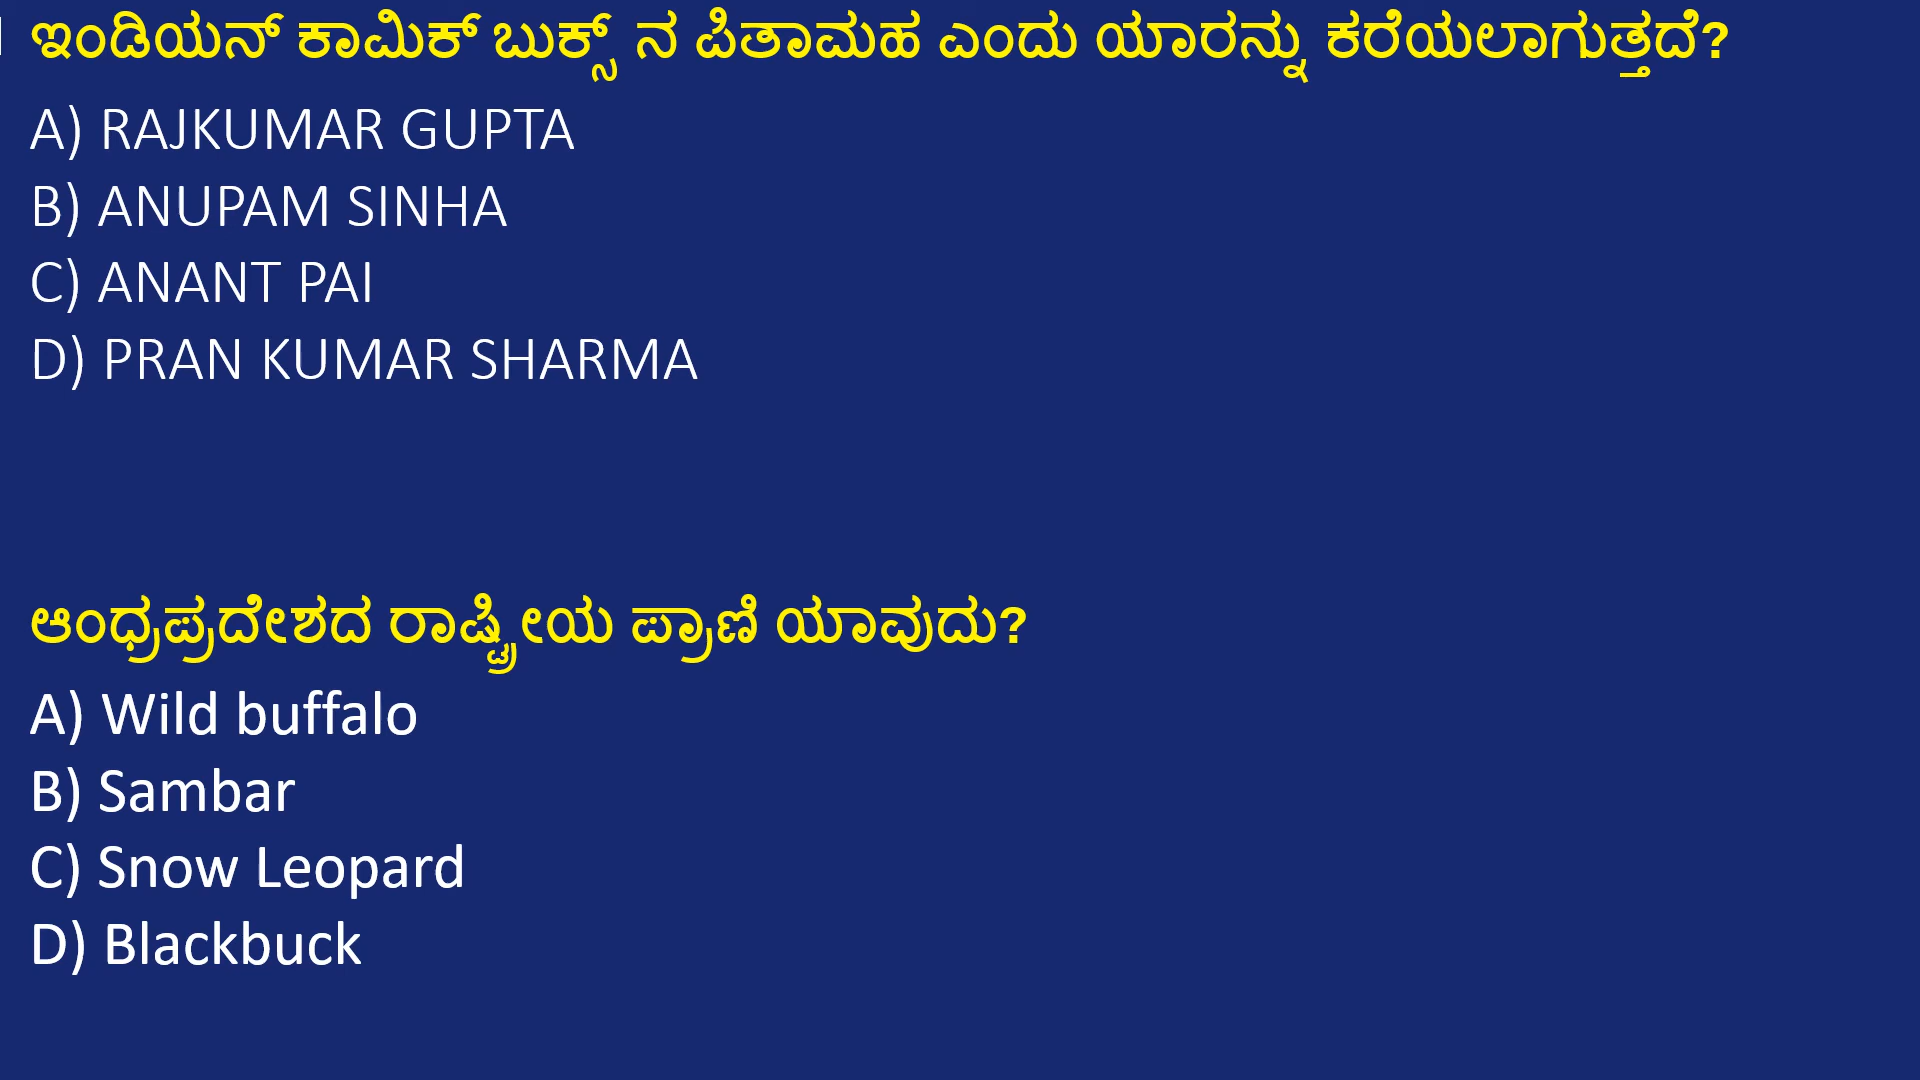 ಇಂಡಿಯನ್ ಕಾಮಿಕ್ ಬುಕ್ಸ್ ನ ಪಿತಾಮಹ ಎಂದು ಯಾರನ್ನು ಕರೆಯಲಾಗುತ್ತದೆ?
A) RAJKUMAR GUPTA
B) ANUPAM SINHA
C) ANANT PAI
D) PRAN KUMAR SHARMA
ಆಂಧ್ರಪ್ರದೇಶದ ರಾಷ್ಟ್ರೀಯ ಪ್ರಾಣಿ ಯಾವುದು?
A) Wild buffalo
B) Sambar
C) Snow Leopard
D) Blackbuck